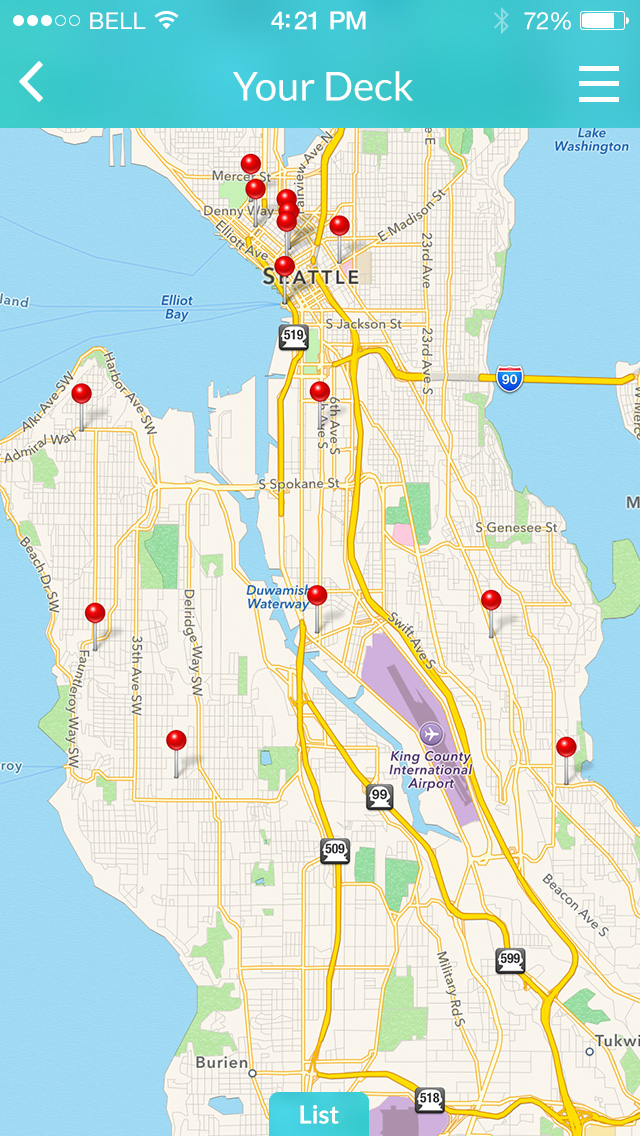 BELL
4:21 PM
72%
Your Deck
Lake
Washington
Mercer St
Denny Way
Elliott Ave
E Madison St
23rd Ave
SEATTLE
Elliot
Bay
S Jackson St
519
23rd Ave S
90
Alki Ave SW
Harbor Ave SW
Admiral Way
6th Ave S
S Spokane St
S Genesee St
Beach Dr SW
Duwamish
Waterway
Delridge Way SW
35th Ave SW
Fauntleroy Way SW
Swift Ave S
King County
International
Airport
99
509
Beacon Ave S
599
Military Rd S
Tukwi
Burien
518
List